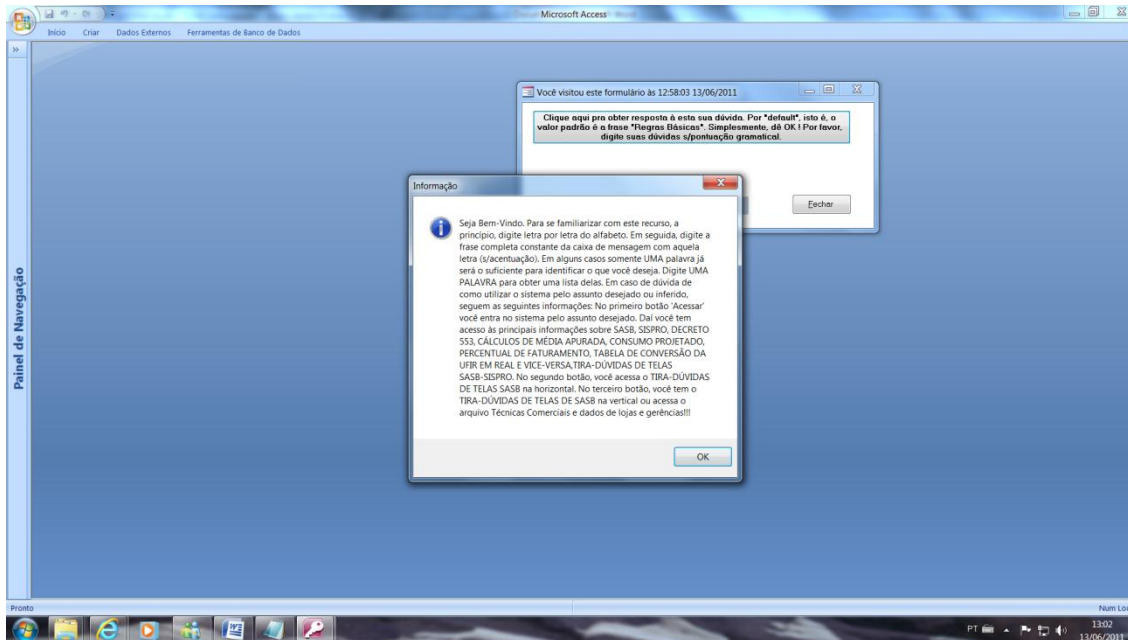 Microsoft Access
Início Criar Dados Externos Ferramentas de Banco de Dados
»
Painel de Navegação
Você visitou este formulário às 12:58:03 13/06/2011
Clique aqui pra obter resposta à esta sua dúvida. Por "default", isto é, o
valor padrão é a frase "Regras Básicas". Simplesmente, dê OK ! Por favor,
digite suas dúvidas s/pontuação gramatical.
Fechar
Informação
Seja Bem-Vindo. Para se familiarizar com este recurso, a
princípio, digite letra por letra do alfabeto. Em seguida, digite a
frase completa constante da caixa de mensagem com aquela
letra (s/acentuação). Em alguns casos somente UMA palavra já
será o suficiente para identificar o que você deseja. Digite UMA
PALAVRA para obter uma lista delas. Em caso de dúvida de
como utilizar o sistema pelo assunto desejado ou inferido,
seguem as seguintes informações: No primeiro botão 'Acessar'
você entra no sistema pelo assunto desejado. Daí você tem
acesso às principais informações sobre SASB, SISPRO, DECRETO
553, CÁLCULOS DE MÉDIA APURADA, CONSUMO PROJETADO,
PERCENTUAL DE FATURAMENTO, TABELA DE CONVERSÃO DA
UFIR EM REAL E VICE-VERSA,TIRA-DÚVIDAS DE TELAS
SASB-SISPRO. No segundo botão, você acessa o TIRA-DÚVIDAS
DE TELAS SASB na horizontal. No terceiro botão, você tem o
TIRA-DÚVIDAS DE TELAS DE SASB na vertical ou acessa o
arquivo Técnicas Comerciais e dados de lojas e gerências!!!
OK
Pronto
Num Lo
PT
13:02
13/06/2011